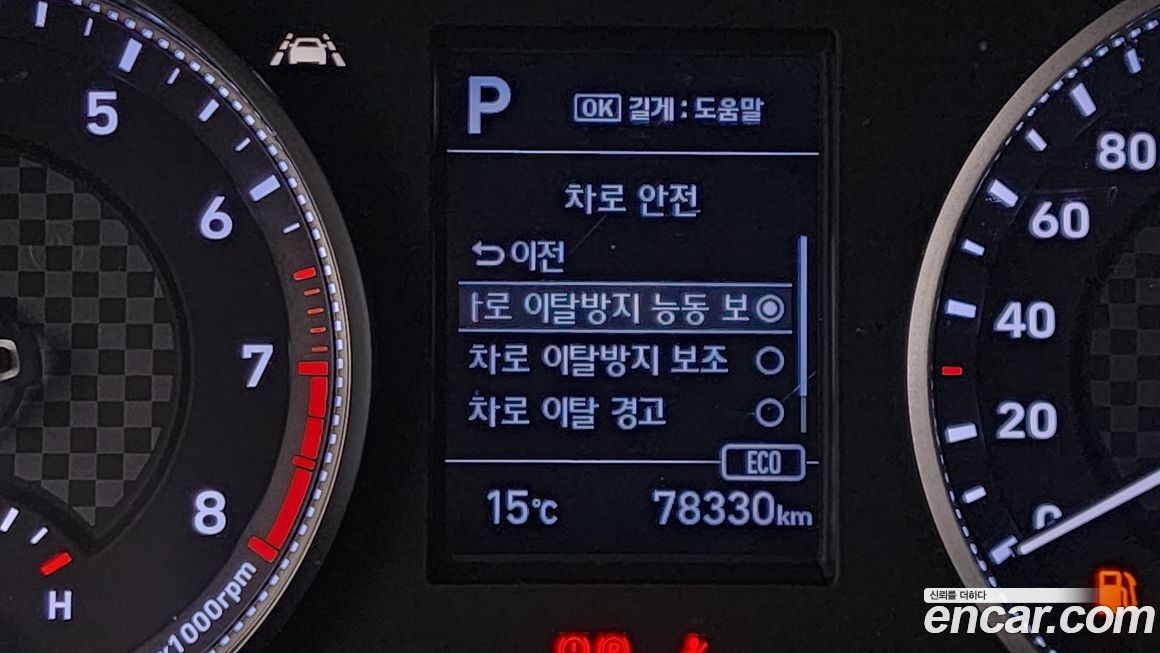 5
6
7
8
x1000rpm
H
P
OK 길게 : 도움말
차로 안전
이전
로 이탈방지 능동 보
차로 이탈방지 보조
차로 이탈 경고
ECO
15℃ 78330km
80
60
40
20
0
신뢰를 더하다
encar.com